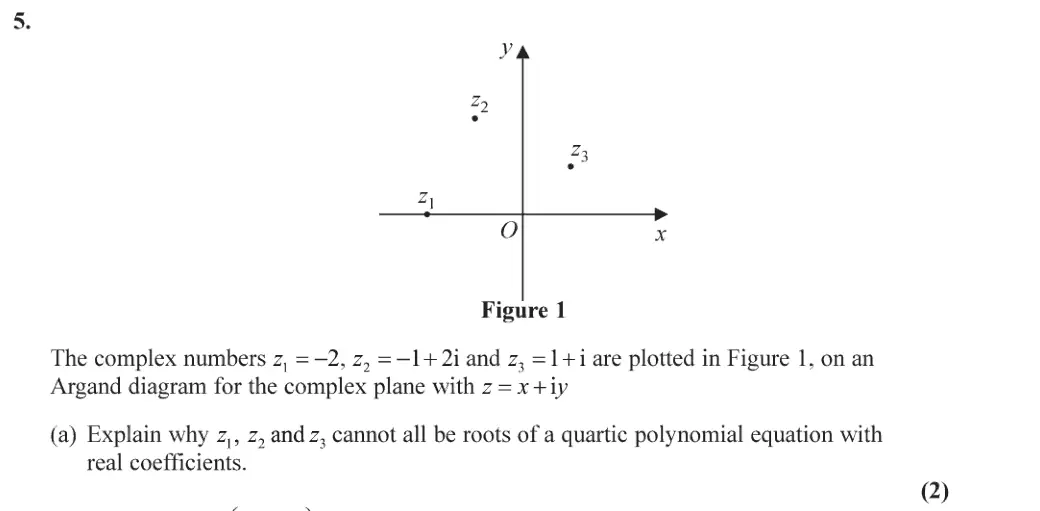 5.
y
z₂
z₃
z₁
O
x
Figure 1
The complex numbers z₁ = −2, z₂ = −1 + 2i and z₃ = 1 + i are plotted in Figure 1, on an
Argand diagram for the complex plane with z = x + iy
(a) Explain why z₁, z₂ and z₃ cannot all be roots of a quartic polynomial equation with
real coefficients.
(2)